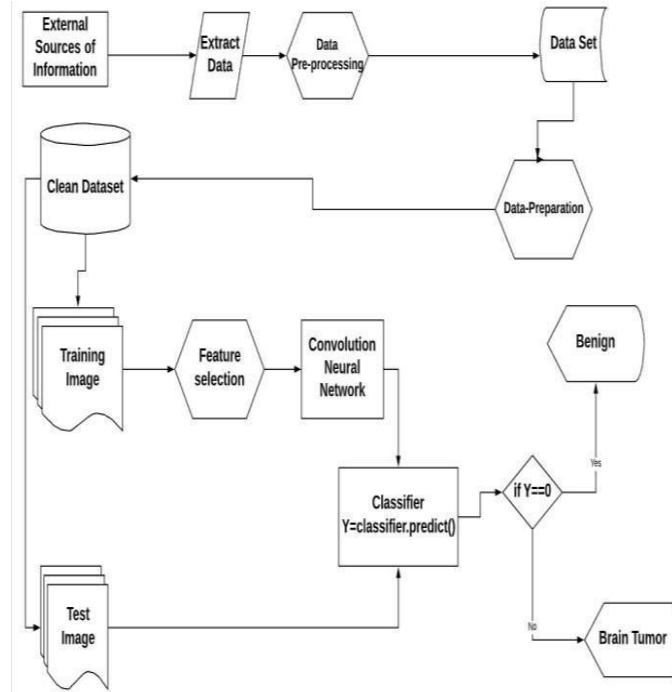 External
Sources of
Information
Extract
Data
Data
Pre-processing
Data Set
Clean Dataset
Data-Preparation
Training
Image
Feature
selection
Convolution
Neural
Network
Benign
Yes
Classifier
Y=classifier.predict()
if Y==0
Test
Image
No
Brain Tumor